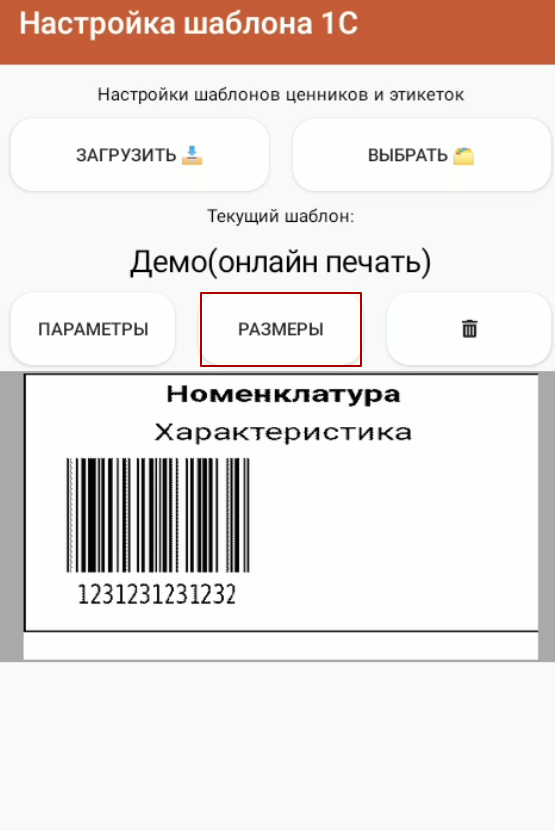 Настройка шаблона 1С
Настройки шаблонов ценников и этикеток
ЗАГРУЗИТЬ ВЫБРАТЬ
Текущий шаблон:
Демо(онлайн печать)
ПАРАМЕТРЫ РАЗМЕРЫ
Номенклатура
Характеристика
1231231231232